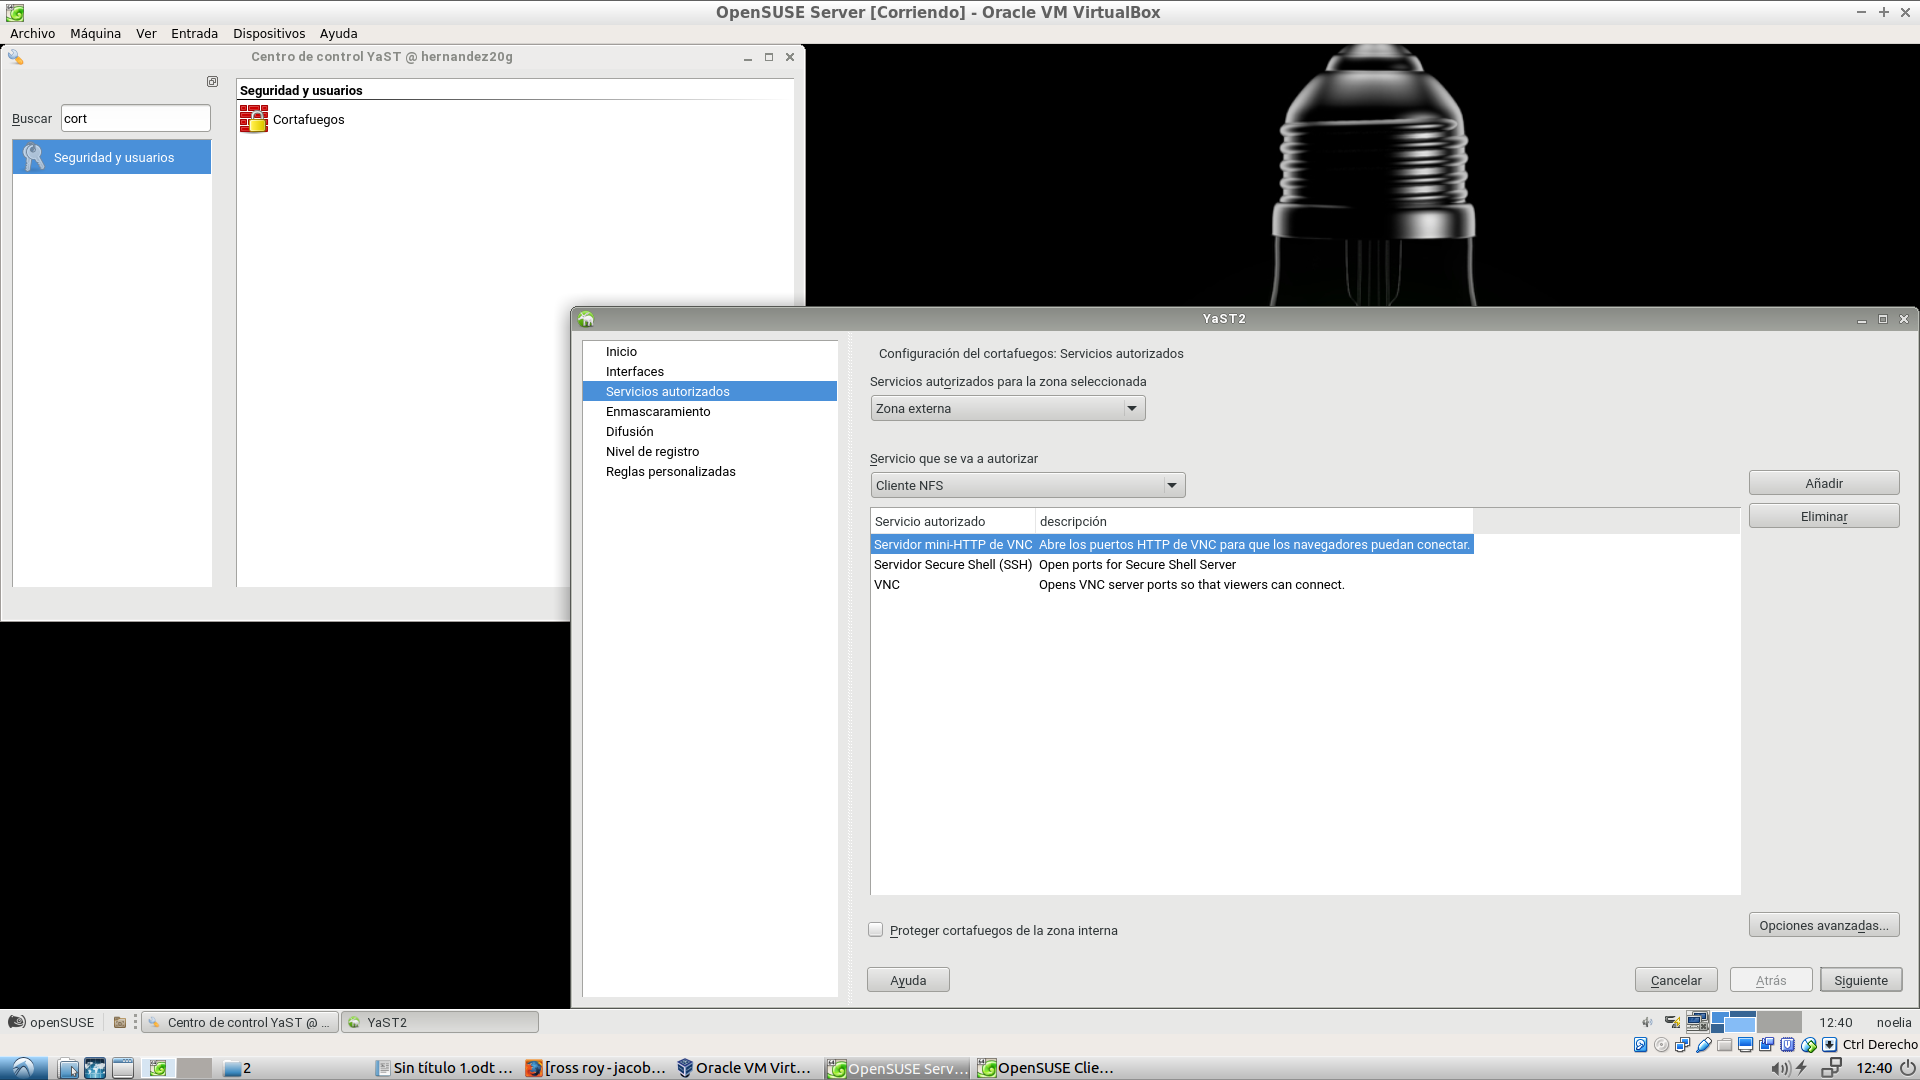 OpenSUSE Server [Corriendo] - Oracle VM VirtualBox
Archivo Máquina Ver Entrada Dispositivos Ayuda
Centro de control YaST @ hernandez20g
Buscar cort
Seguridad y usuarios
Seguridad y usuarios
Cortafuegos
YaST2
Inicio
Interfaces
Servicios autorizados
Enmascaramiento
Difusión
Nivel de registro
Reglas personalizadas
Configuración del cortafuegos: Servicios autorizados
Servicios autorizados para la zona seleccionada
Zona externa
Servicio que se va a autorizar
Cliente NFS
Añadir
Eliminar
Servicio autorizado descripción
Servidor mini-HTTP de VNC Abre los puertos HTTP de VNC para que los navegadores puedan conectar.
Servidor Secure Shell (SSH) Open ports for Secure Shell Server
VNC Opens VNC server ports so that viewers can connect.
Proteger cortafuegos de la zona interna
Opciones avanzadas...
Ayuda Cancelar Atrás Siguiente
openSUSE Centro de control YaST @ ... YaST2 12:40 noelia
Ctrl Derecho
2 Sin título 1.odt ... [ross roy - jacob... Oracle VM Virt... OpenSUSE Serv... OpenSUSE Clie... 12:40